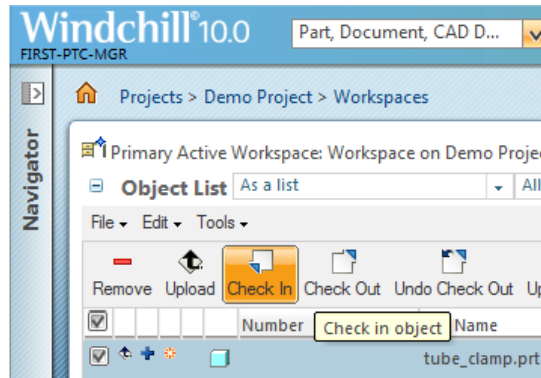 Windchill® 10.0
Part, Document, CAD D...
FIRST-PTC-MGR
Projects > Demo Project > Workspaces
Navigator
Primary Active Workspace: Workspace on Demo Proje
Object List As a list All
File Edit Tools
Remove Upload Check In Check Out Undo Check Out Up
Number Name
Check in object
tube_clamp.prt